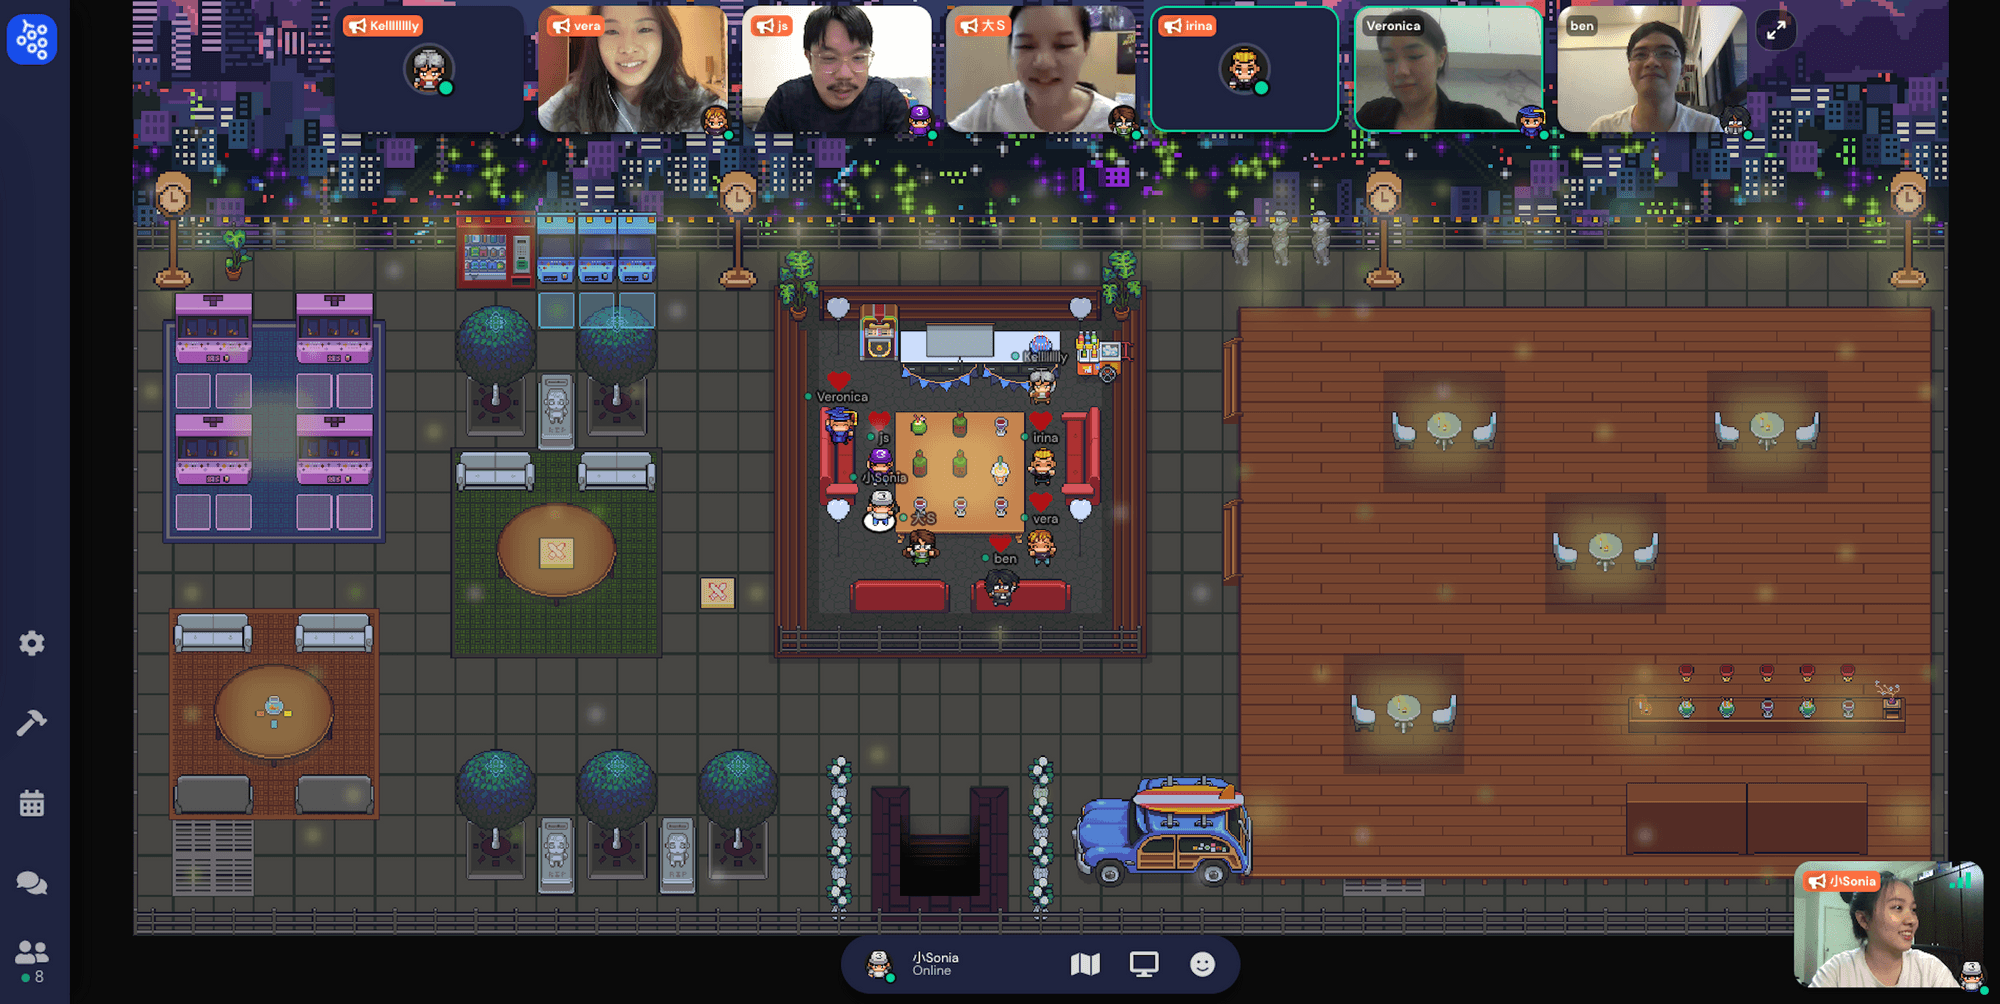 Kellllllly
vera
js
大S
irina
Veronica
ben
Kellllllly
Veronica
js
irina
小Sonia
大S
vera
ben
小Sonia
小Sonia
Online
8